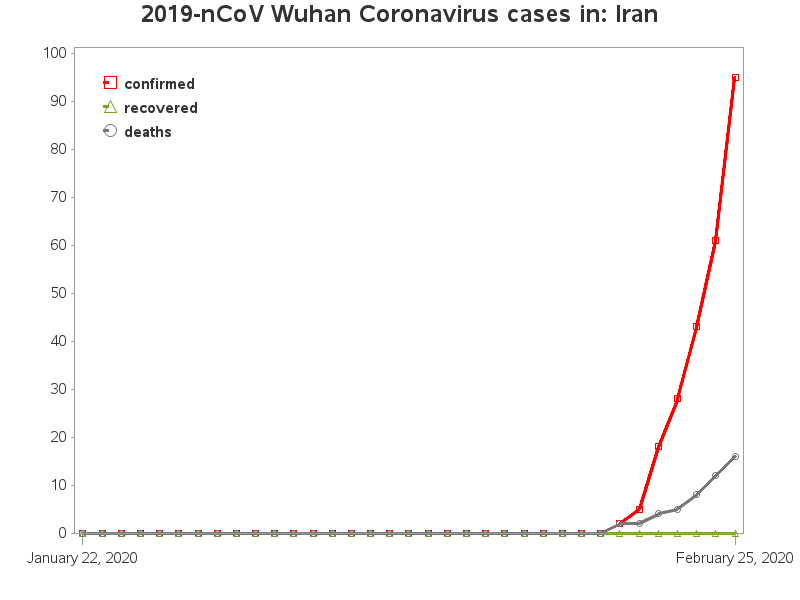 2019-nCoV Wuhan Coronavirus cases in: Iran
100
90
80
70
60
50
40
30
20
10
0
confirmed
recovered
deaths
January 22, 2020
February 25, 2020